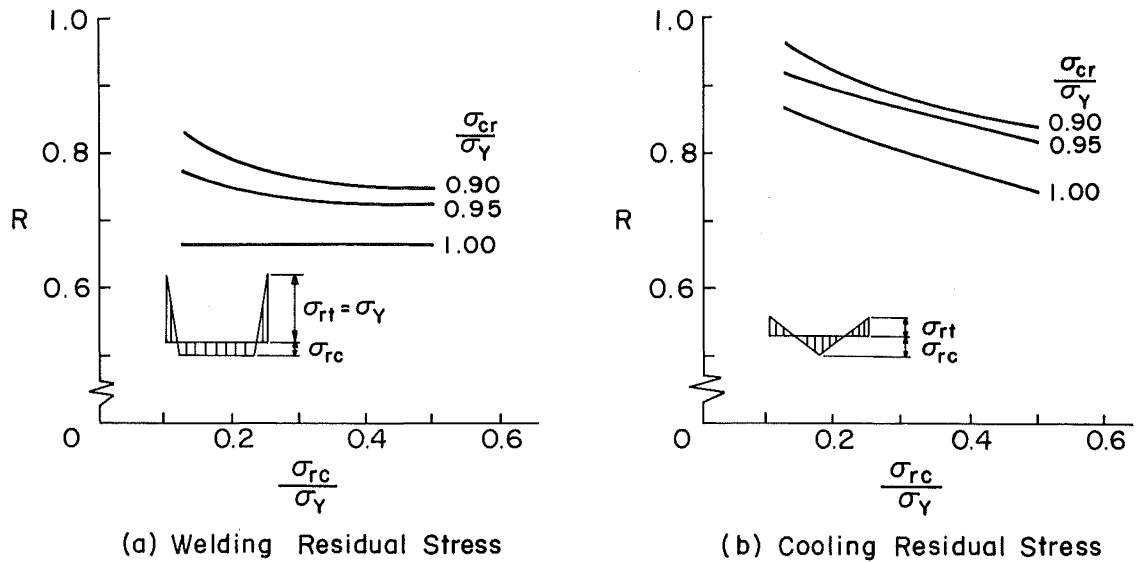 1.0
0.8
R
0.6
0
0.2
0.4
0.6
σcr
σY
0.90
0.95
1.00
σrt = σY
σrc
σrc
σY
(a) Welding Residual Stress
1.0
0.8
R
0.6
0
0.2
0.4
0.6
σcr
σY
0.90
0.95
1.00
σrt
σrc
σrc
σY
(b) Cooling Residual Stress